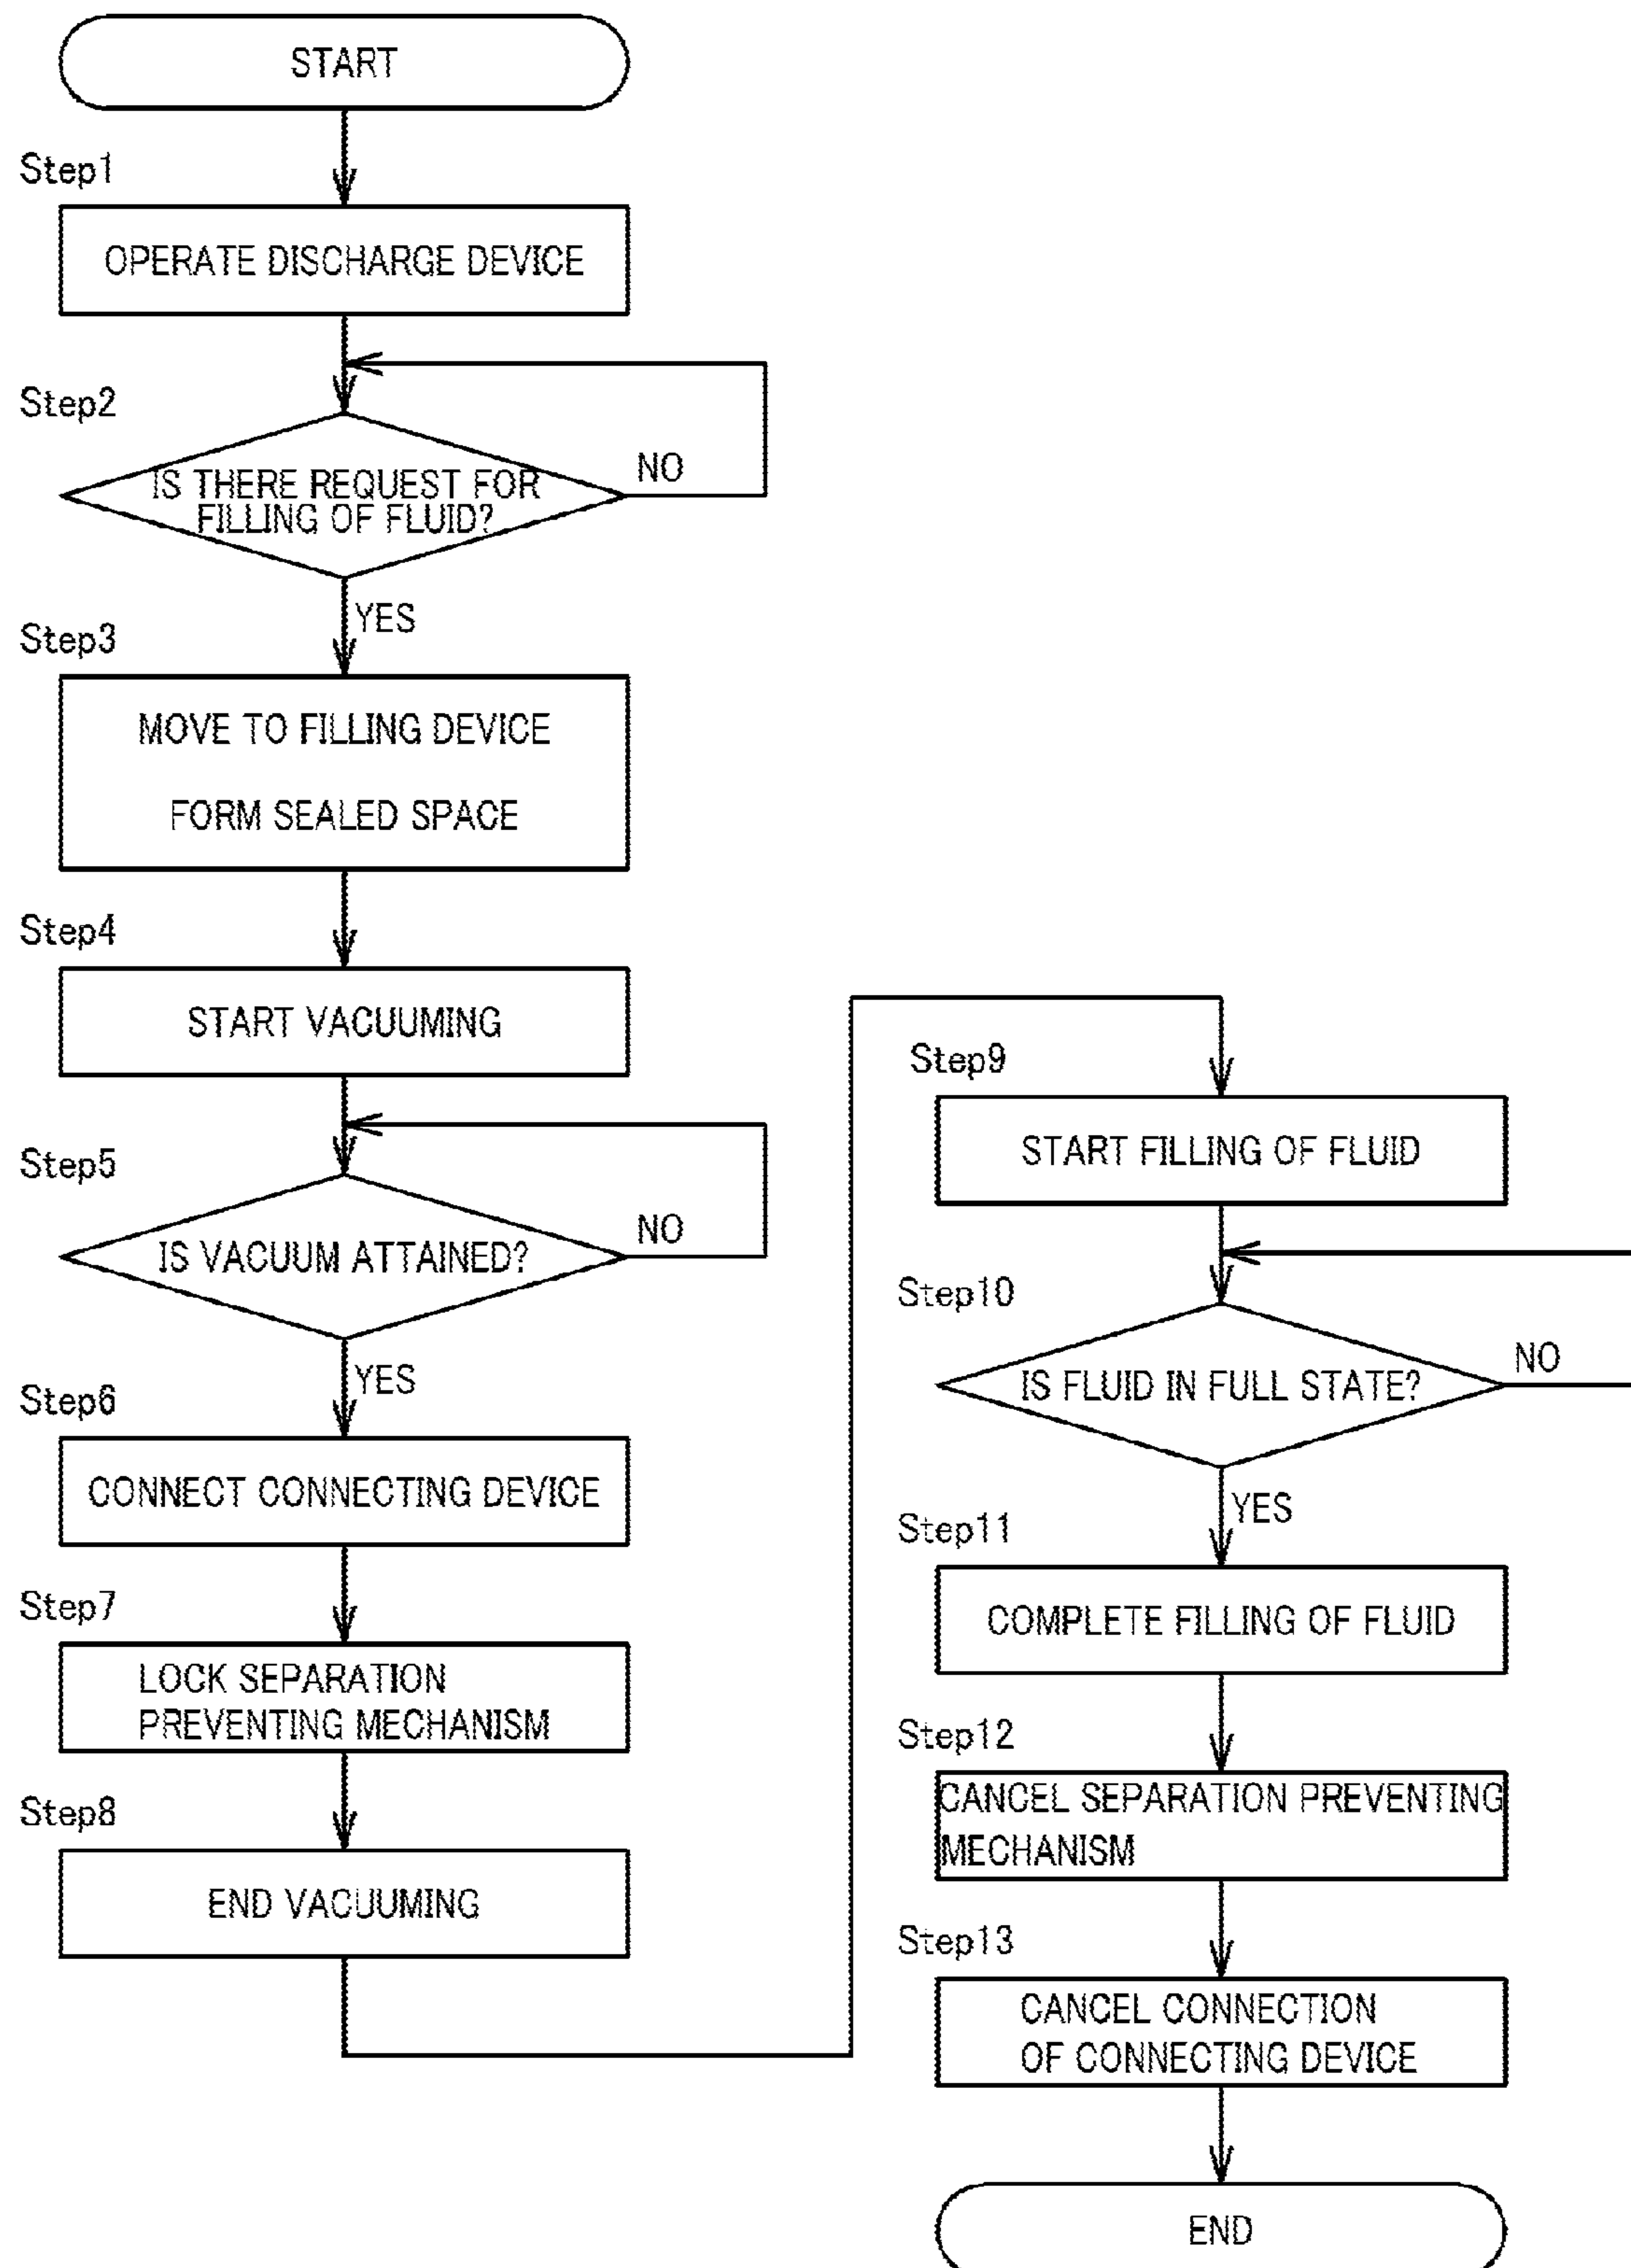 START
Step1
OPERATE DISCHARGE DEVICE
Step2
IS THERE REQUEST FOR
FILLING OF FLUID?
NO
YES
Step3
MOVE TO FILLING DEVICE
FORM SEALED SPACE
Step4
START VACUUMING
Step5
IS VACUUM ATTAINED?
NO
YES
Step6
CONNECT CONNECTING DEVICE
Step7
LOCK SEPARATION
PREVENTING MECHANISM
Step8
END VACUUMING
Step9
START FILLING OF FLUID
Step10
IS FLUID IN FULL STATE?
NO
YES
Step11
COMPLETE FILLING OF FLUID
Step12
CANCEL SEPARATION PREVENTING
MECHANISM
Step13
CANCEL CONNECTION
OF CONNECTING DEVICE
END